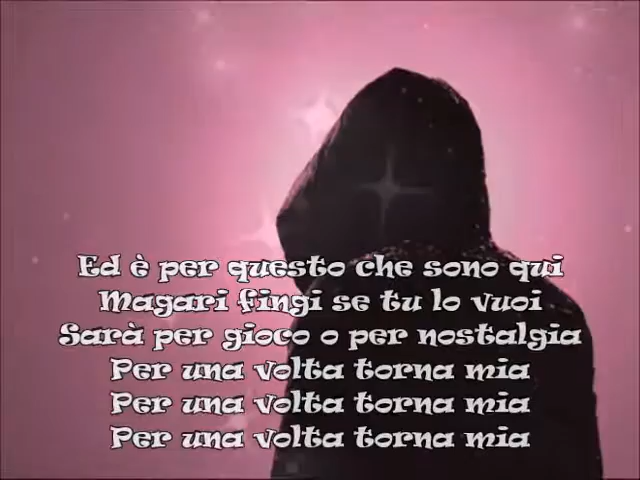 Ed è per questo che sono qui
Magari fingi se tu lo vuoi
Sarà per gioco o per nostalgia
Per una volta torna mia
Per una volta torna mia
Per una volta torna mia